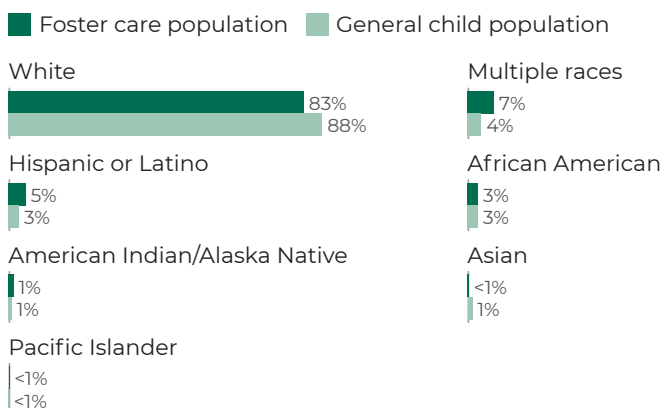 Foster care population General child population
White
83%
88%
Multiple races
7%
4%
Hispanic or Latino
5%
3%
African American
3%
3%
American Indian/Alaska Native
1%
1%
Asian
<1%
1%
Pacific Islander
<1%
<1%